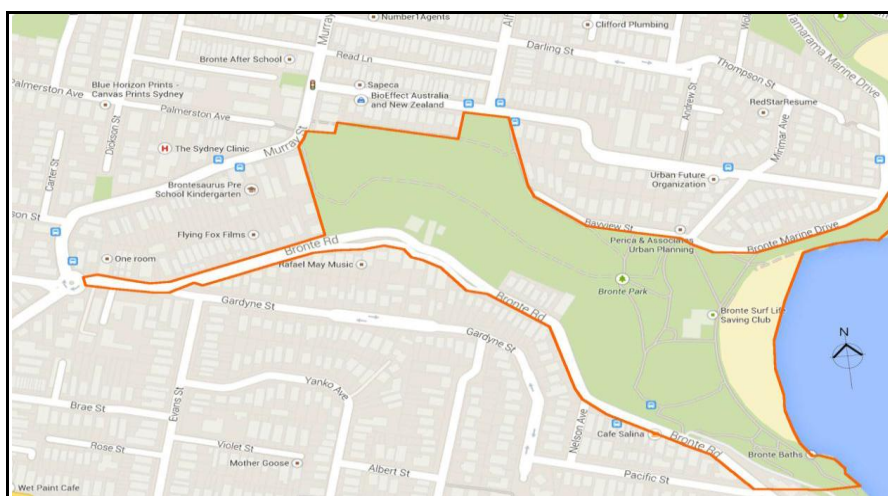 Number1Agents
Clifford Plumbing
Murray
Darling St
Read Ln
Bronte After School
Tamarama Marine Drive
Thompson St
Sapeca
BioEffect Australia
and New Zealand
Blue Horizon Prints -
Canvas Prints Sydney
Palmerston Ave
Palmerston Ave
Andrew St
RedStarResume
Dickson St
Murray St
H The Sydney Clinic
Mirimar Ave
Carter St
Urban Future
Organization
Brontesaurus Pre
School Kindergarten
Flying Fox Films
Bayview St
Bronte Marine Drive
Perica & Associates
Urban Planning
Bronte Rd
One room
Rafael May Music
Bronte Park
Gardyne St
Bronte Rd
Bronte Surf Life
Saving Club
N
Gardyne St
Yanko Ave
Evans St
Brae St
Nelson Ave
Cafe Salina
Bronte Rd
Rose St
Violet St
Mother Goose
Albert St
Bronte Baths
Pacific St
Wet Paint Cafe